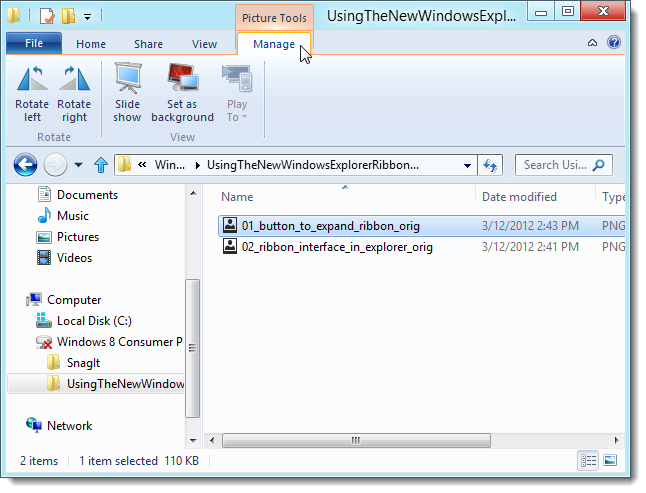 Picture Tools
UsingTheNewWindowsExpl...
File Home Share View Manage
Rotate left
Rotate right
Slide show
Set as background
Play To
Rotate
View
« Win... UsingTheNewWindowsExplorerRibbon...
Search Usi...
Documents
Music
Pictures
Videos
Computer
Local Disk (C:)
Windows 8 Consumer P
SnagIt
UsingTheNewWindow
Network
Name Date modified Type
01_button_to_expand_ribbon_orig 3/12/2012 2:43 PM PNG
02_ribbon_interface_in_explorer_orig 3/12/2012 2:41 PM PNG
2 items 1 item selected 110 KB